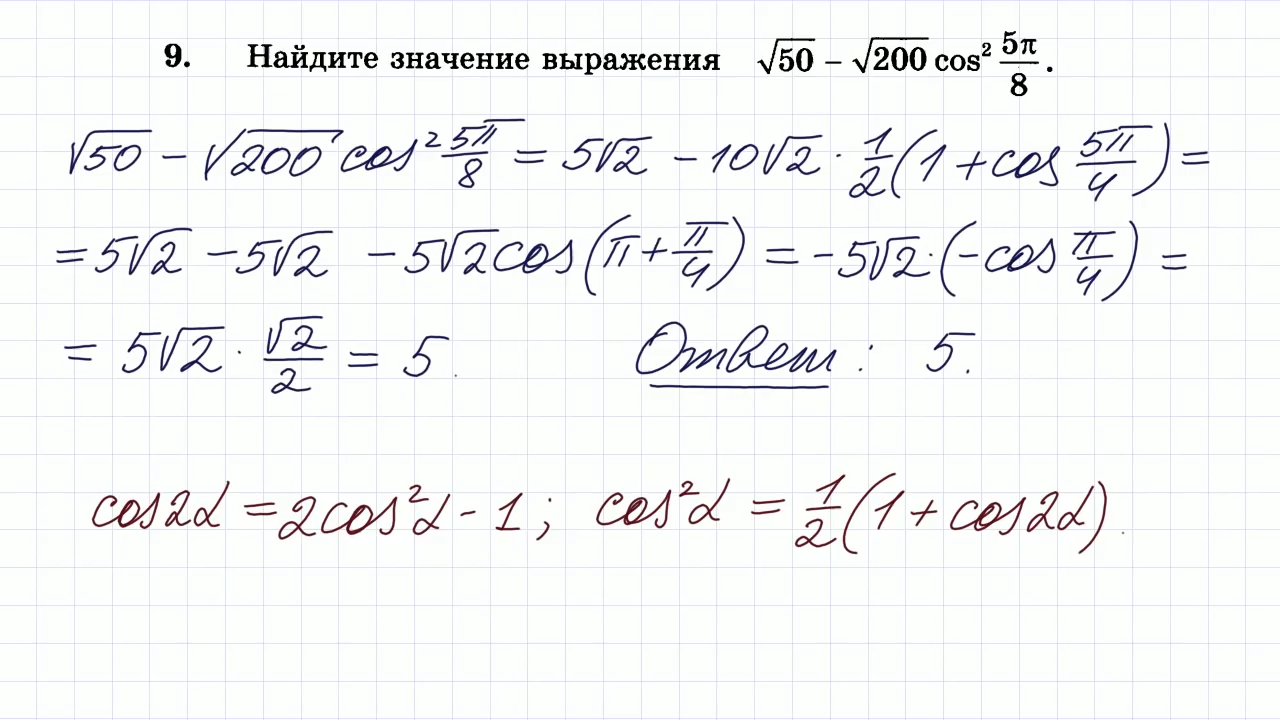 9. Найдите значение выражения √50 − √200 cos² 5π/8.
√50 − √200 cos² 5π/8 = 5√2 − 10√2 · 1/2 (1 + cos 5π/4) =
= 5√2 − 5√2 − 5√2 cos(π + π/4) = −5√2 · (−cos π/4) =
= 5√2 · √2/2 = 5. Ответ: 5.
cos2α = 2cos²α − 1; cos²α = 1/2 (1 + cos2α).